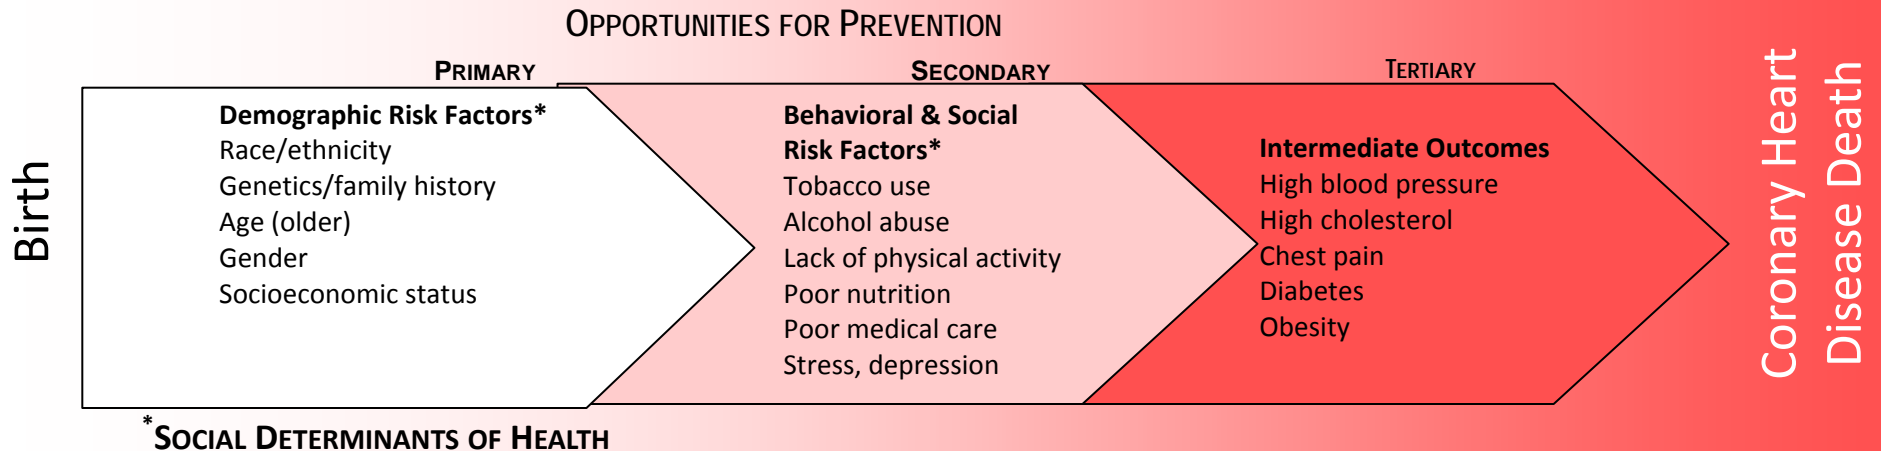 OPPORTUNITIES FOR PREVENTION
PRIMARY
SECONDARY
TERTIARY
Birth
Demographic Risk Factors*
Race/ethnicity
Genetics/family history
Age (older)
Gender
Socioeconomic status
Behavioral & Social
Risk Factors*
Tobacco use
Alcohol abuse
Lack of physical activity
Poor nutrition
Poor medical care
Stress, depression
Intermediate Outcomes
High blood pressure
High cholesterol
Chest pain
Diabetes
Obesity
Coronary Heart
Disease Death
*SOCIAL DETERMINANTS OF HEALTH